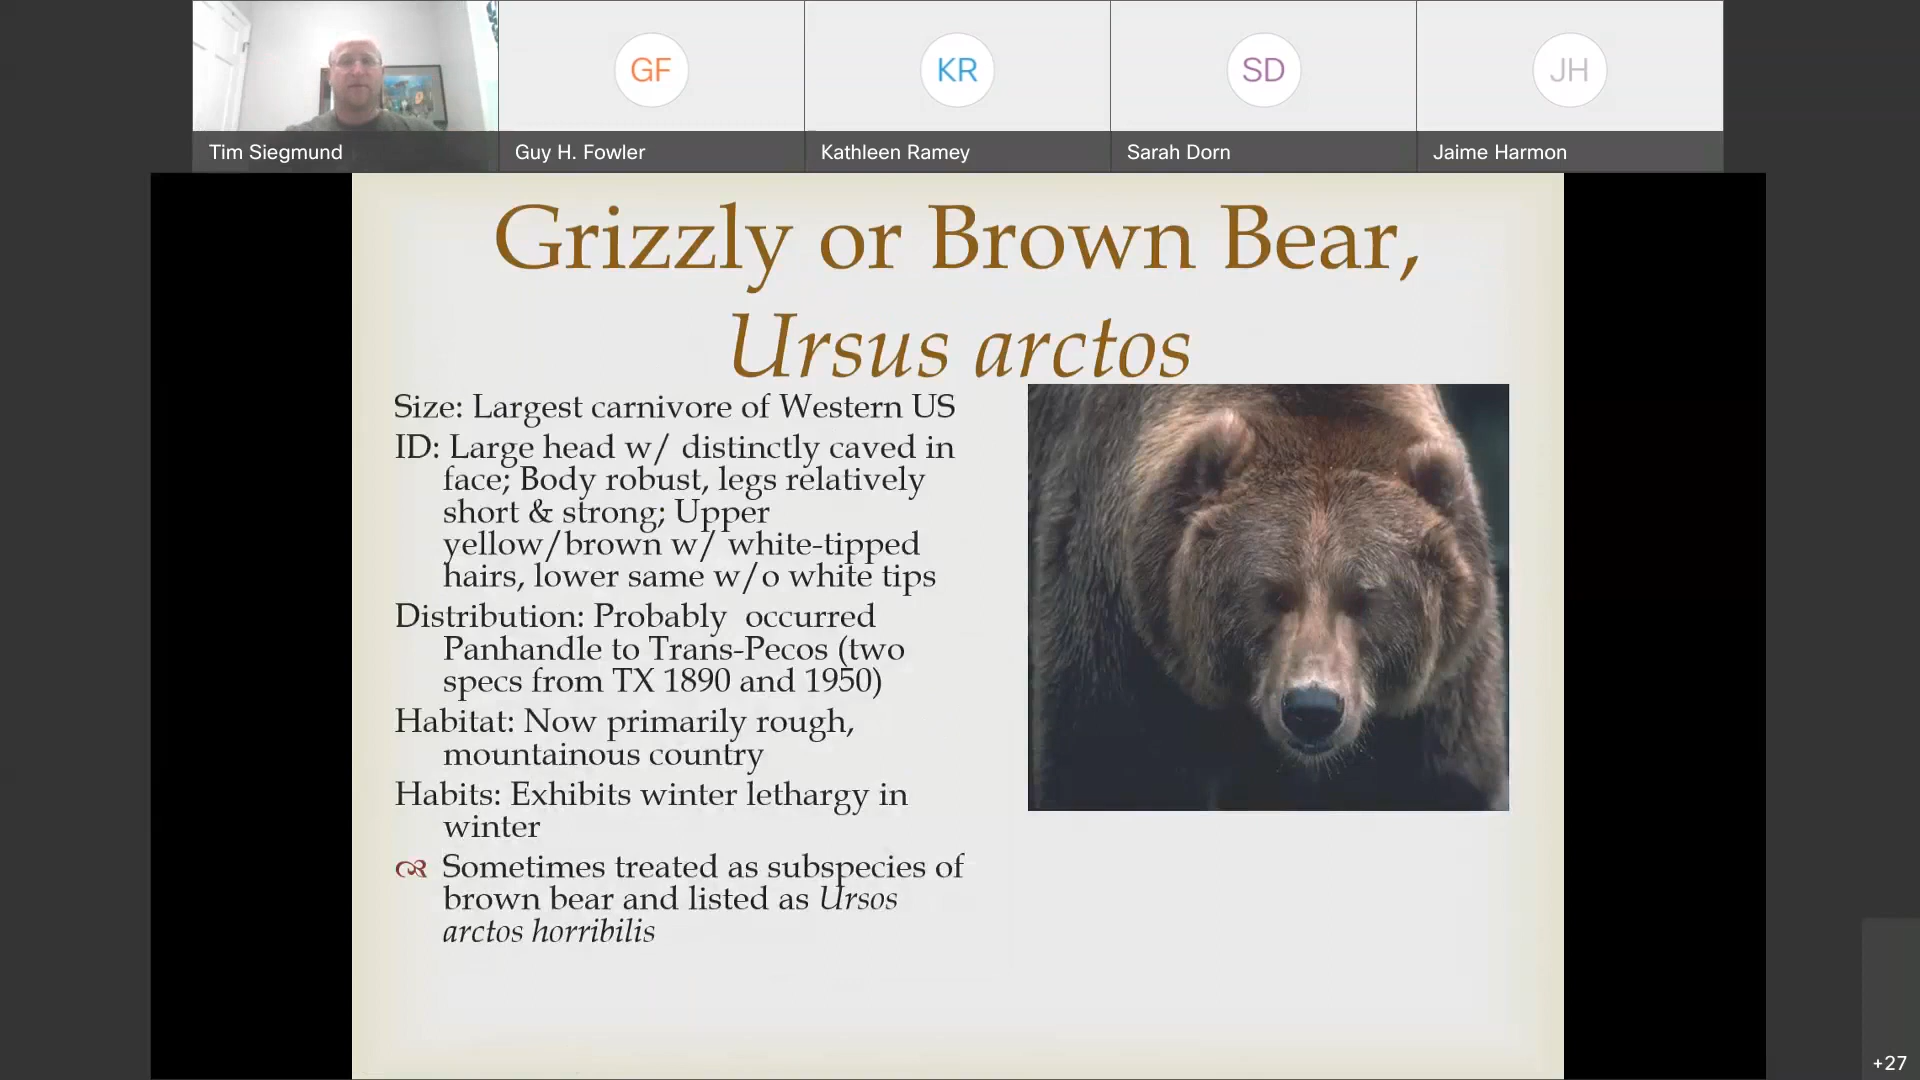 GF
KR
SD
JH
Tim Siegmund
Guy H. Fowler
Kathleen Ramey
Sarah Dorn
Jaime Harmon
Grizzly or Brown Bear,
Ursus arctos
Size: Largest carnivore of Western US
ID: Large head w/ distinctly caved in
face; Body robust, legs relatively
short & strong; Upper
yellow/brown w/ white-tipped
hairs, lower same w/o white tips
Distribution: Probably occurred
Panhandle to Trans-Pecos (two
specs from TX 1890 and 1950)
Habitat: Now primarily rough,
mountainous country
Habits: Exhibits winter lethargy in
winter
Sometimes treated as subspecies of
brown bear and listed as Ursos
arctos horribilis
+27